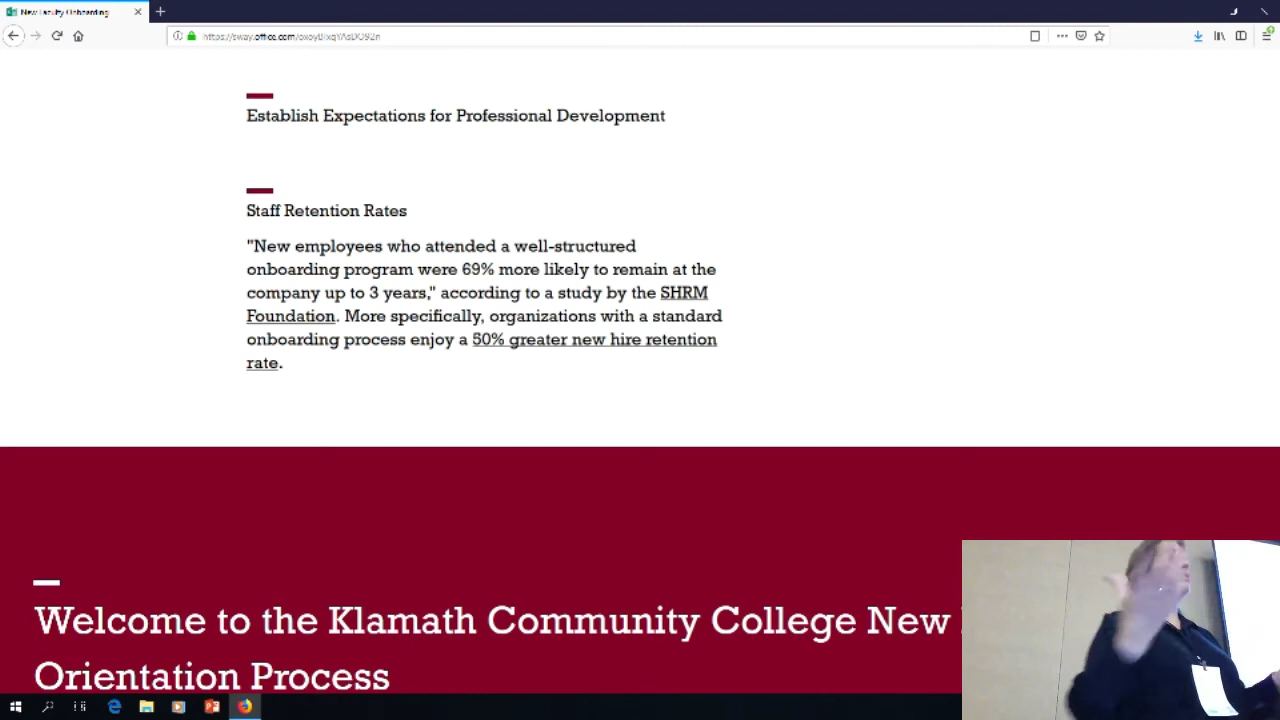 New Faculty Onboarding
Establish Expectations for Professional Development
Staff Retention Rates
"New employees who attended a well-structured
onboarding program were 69% more likely to remain at the
company up to 3 years," according to a study by the SHRM
Foundation. More specifically, organizations with a standard
onboarding process enjoy a 50% greater new hire retention
rate.
Welcome to the Klamath Community College New
Orientation Process